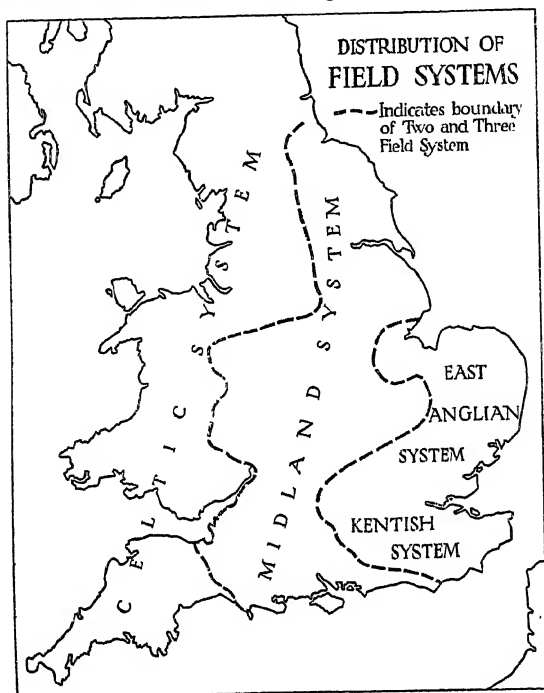 DISTRIBUTION OF
FIELD SYSTEMS
Indicates boundary
of Two and Three
Field System
CELTIC SYSTEM
MIDLAND SYSTEM
EAST
ANGLIAN
SYSTEM
KENTISH
SYSTEM